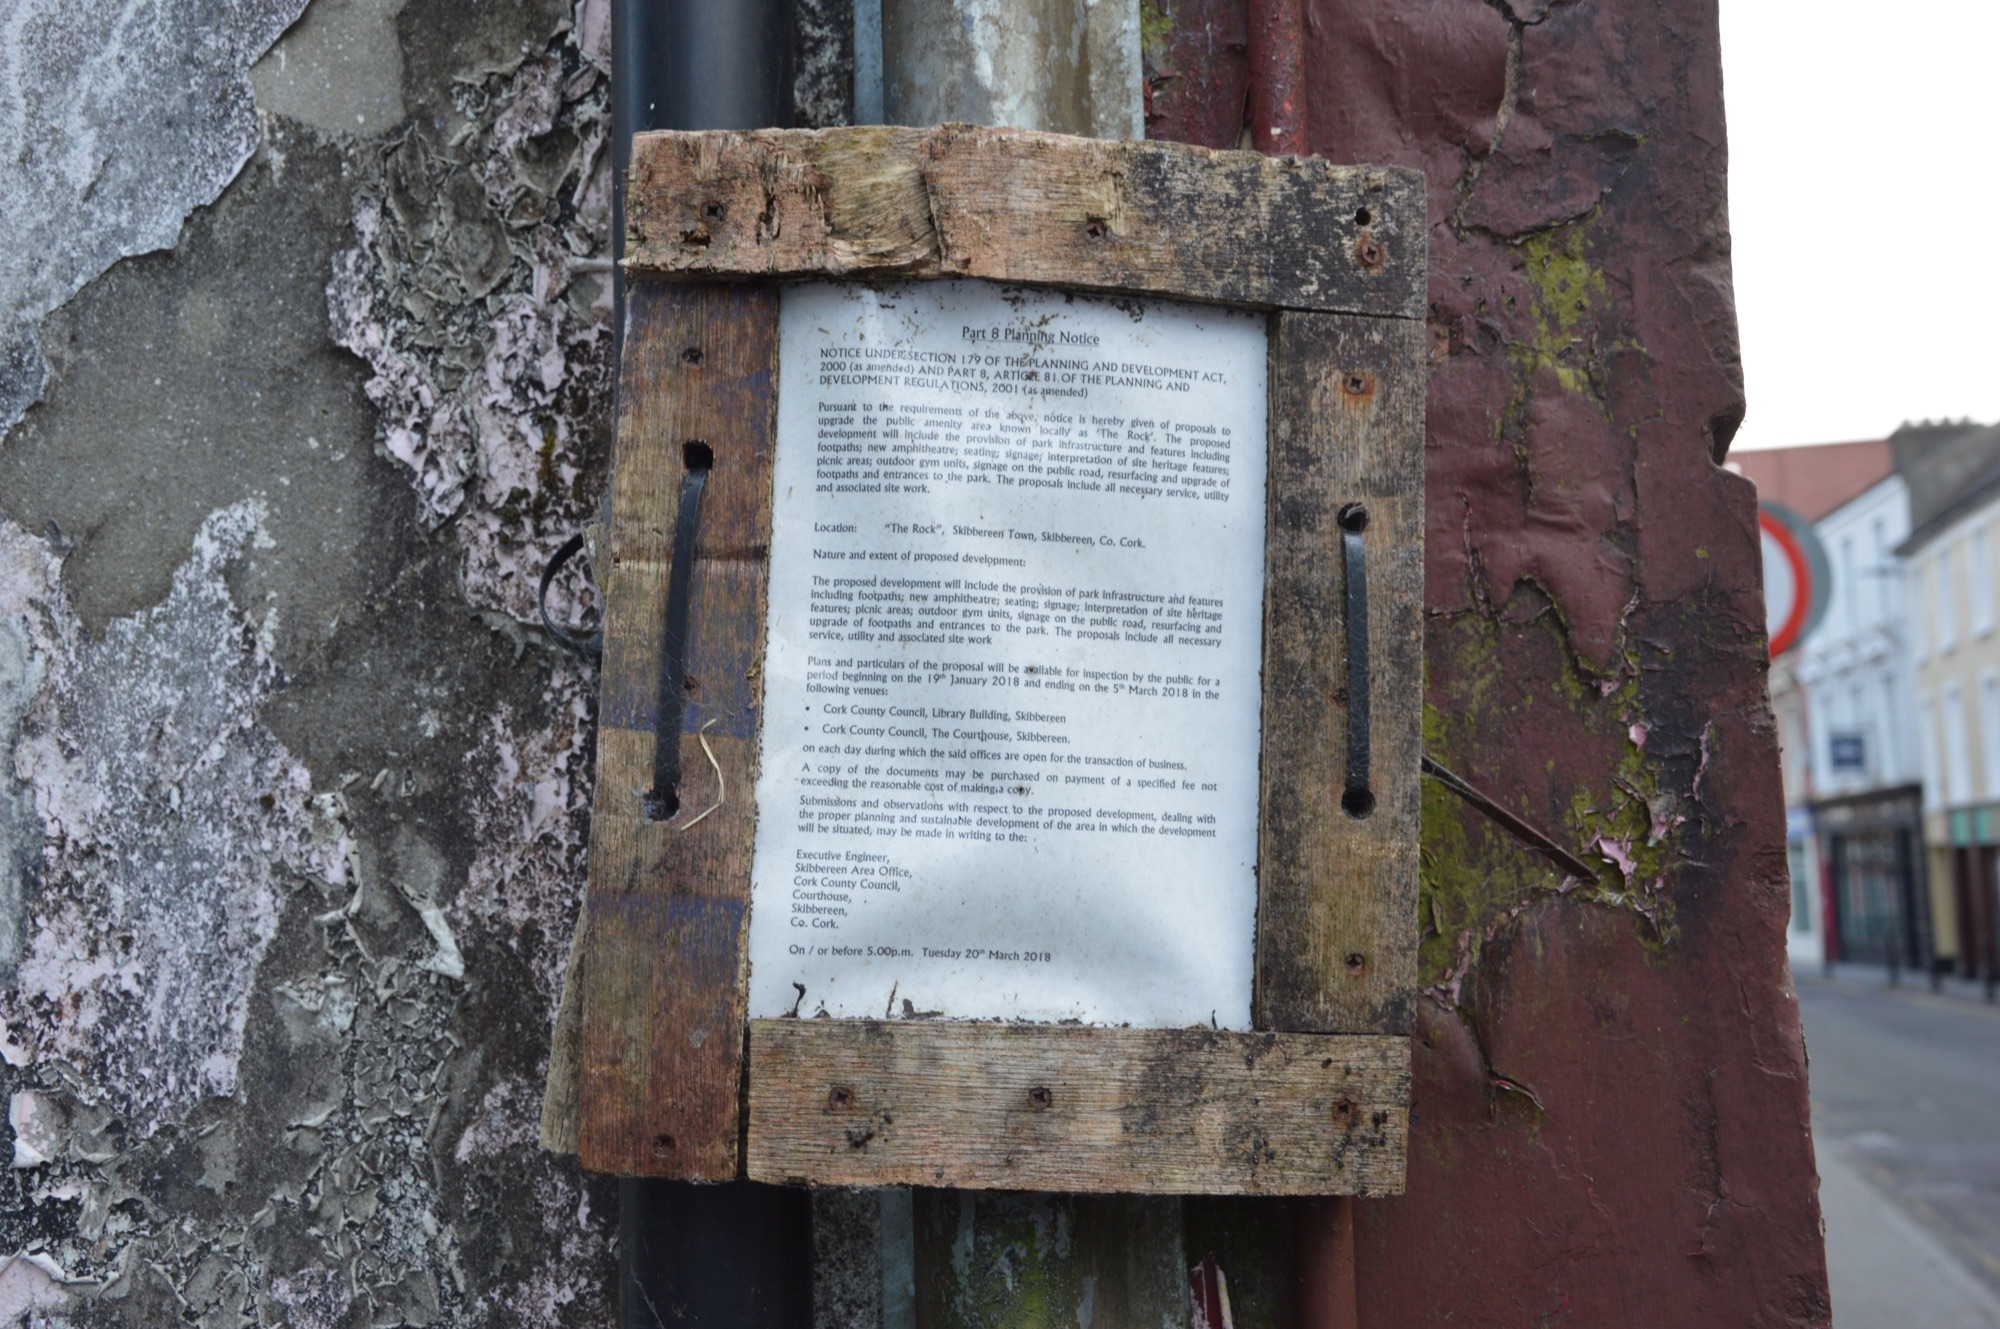 Part 8 Planning Notice
NOTICE UNDER SECTION 179 OF THE PLANNING AND DEVELOPMENT ACT,
2000 (as amended) AND PART 8, ARTICLE 81 OF THE PLANNING AND
DEVELOPMENT REGULATIONS, 2001 (as amended)
Pursuant to the requirements of the above, notice is hereby given of proposals to
upgrade the public amenity area known locally as 'The Rock'. The proposed
development will include the provision of park infrastructure and features including
footpaths; new amphitheatre; seating; signage; interpretation of site heritage features;
picnic areas; outdoor gym units, signage on the public road, resurfacing and upgrade of
footpaths and entrances to the park. The proposals include all necessary service, utility
and associated site work.
Location: "The Rock", Skibbereen Town, Skibbereen, Co. Cork.
Nature and extent of proposed development:
The proposed development will include the provision of park infrastructure and features
including footpaths; new amphitheatre; seating; signage; interpretation of site heritage
features; picnic areas; outdoor gym units, signage on the public road, resurfacing and
upgrade of footpaths and entrances to the park. The proposals include all necessary
service, utility and associated site work
Plans and particulars of the proposal will be available for inspection by the public for a
period beginning on the 19th January 2018 and ending on the 5th March 2018 in the
following venues:
• Cork County Council, Library Building, Skibbereen
• Cork County Council, The Courthouse, Skibbereen.
on each day during which the said offices are open for the transaction of business.
A copy of the documents may be purchased on payment of a specified fee not
exceeding the reasonable cost of making a copy.
Submissions and observations with respect to the proposed development, dealing with
the proper planning and sustainable development of the area in which the development
will be situated, may be made in writing to the:
Executive Engineer,
Skibbereen Area Office,
Cork County Council,
Courthouse,
Skibbereen,
Co. Cork.
On / or before 5.00p.m. Tuesday 20th March 2018